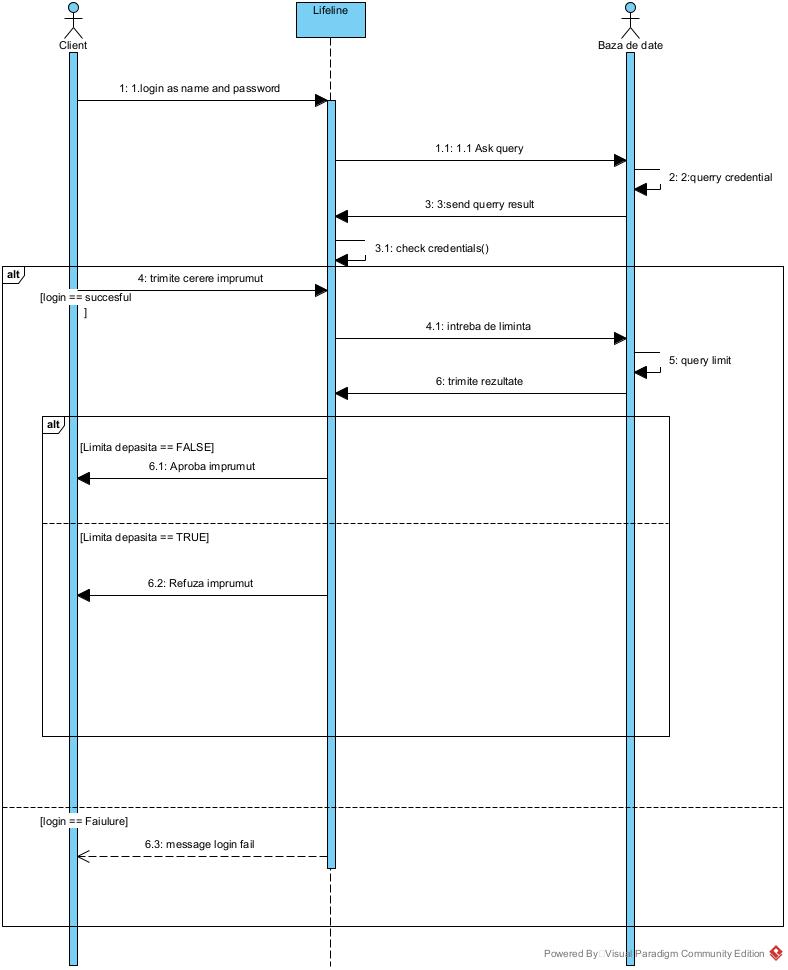 Lifeline
Client
Baza de date
1: 1.login as name and password
1.1: 1.1 Ask query
2: 2:querry credential
3: 3:send querry result
3.1: check credentials()
alt
4: trimite cerere imprumut
[login == succesful
]
4.1: intreba de liminta
5: query limit
6: trimite rezultate
alt
[Limita depasita == FALSE]
6.1: Aproba imprumut
[Limita depasita == TRUE]
6.2: Refuza imprumut
[login == Faiulure]
6.3: message login fail
Powered By Visual Paradigm Community Edition